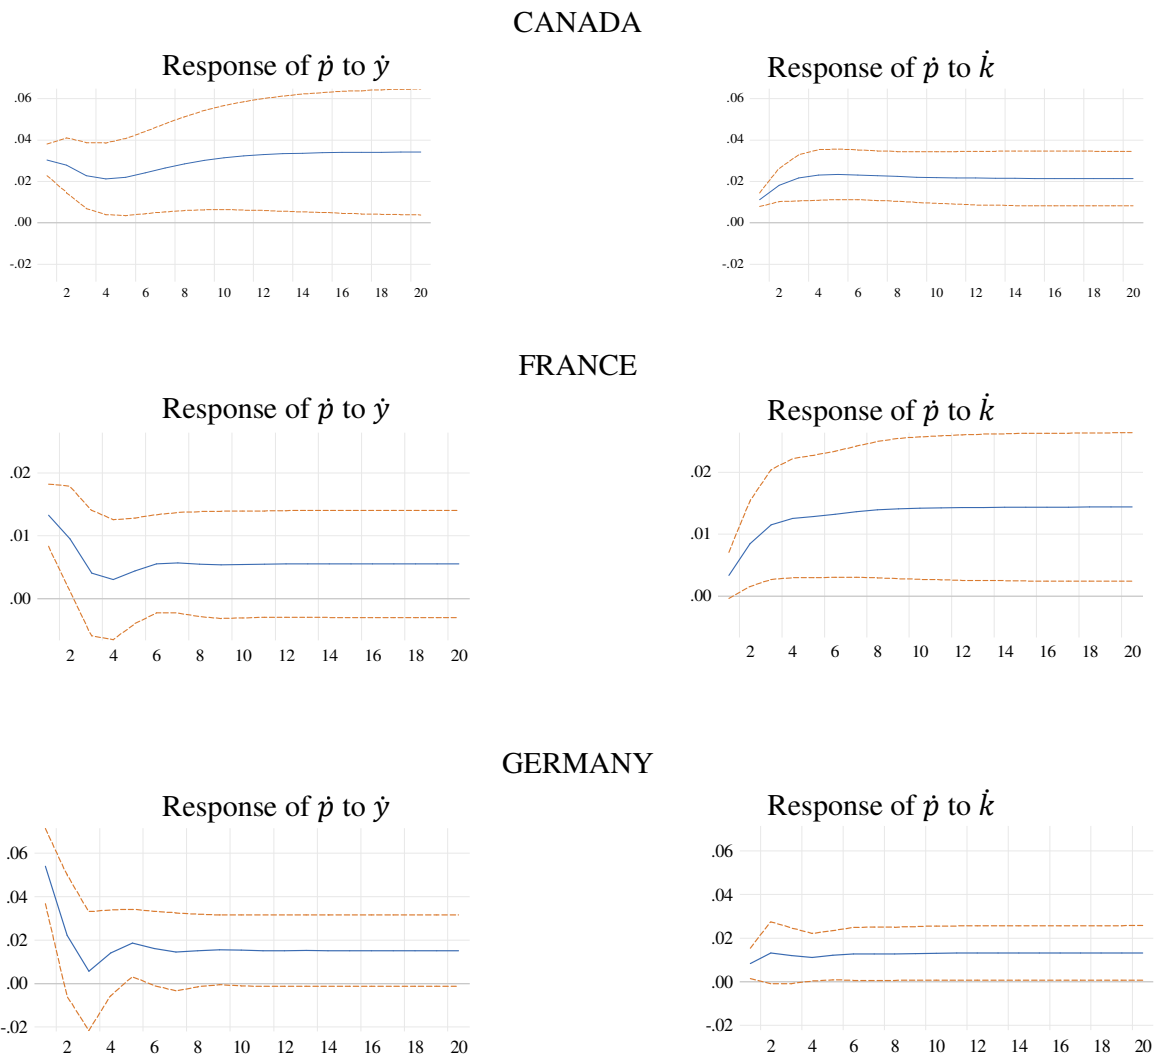 CANADA
Response of ṗ to ẏ
Response of ṗ to k̇
.06
.04
.02
.00
-.02
2 4 6 8 10 12 14 16 18 20
.06
.04
.02
.00
-.02
2 4 6 8 10 12 14 16 18 20
FRANCE
Response of ṗ to ẏ
Response of ṗ to k̇
.02
.01
.00
2 4 6 8 10 12 14 16 18 20
.02
.01
.00
2 4 6 8 10 12 14 16 18 20
GERMANY
Response of ṗ to ẏ
Response of ṗ to k̇
.06
.04
.02
.00
-.02
2 4 6 8 10 12 14 16 18 20
.06
.04
.02
.00
-.02
2 4 6 8 10 12 14 16 18 20